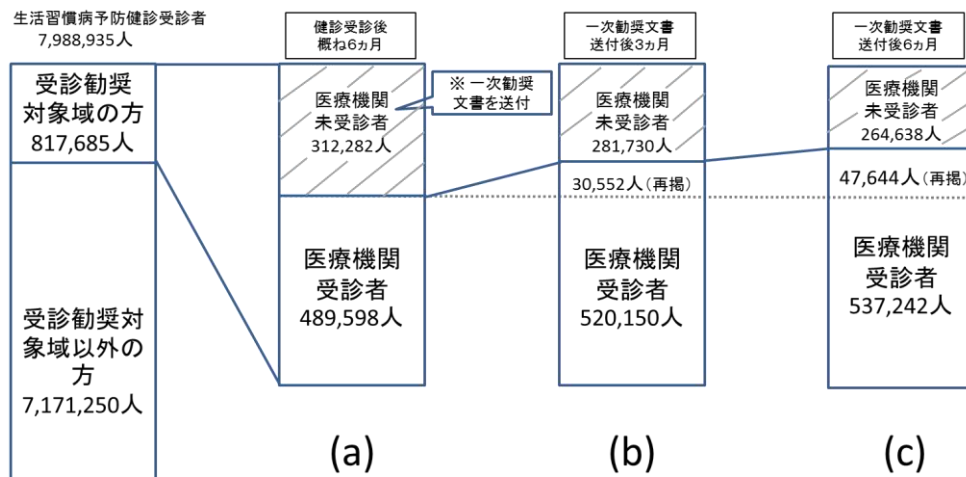 生活習慣病予防健診受診者
7,988,935人
受診勧奨
対象域の方
817,685人
受診勧奨対
象域以外の
方
7,171,250人
健診受診後
概ね6ヵ月
医療機関
未受診者
312,282人
※ 一次勧奨
文書を送付
医療機関
受診者
489,598人
(a)
一次勧奨文書
送付後3ヵ月
医療機関
未受診者
281,730人
30,552人(再掲)
医療機関
受診者
520,150人
(b)
一次勧奨文書
送付後6ヵ月
医療機関
未受診者
264,638人
47,644人(再掲)
医療機関
受診者
537,242人
(c)